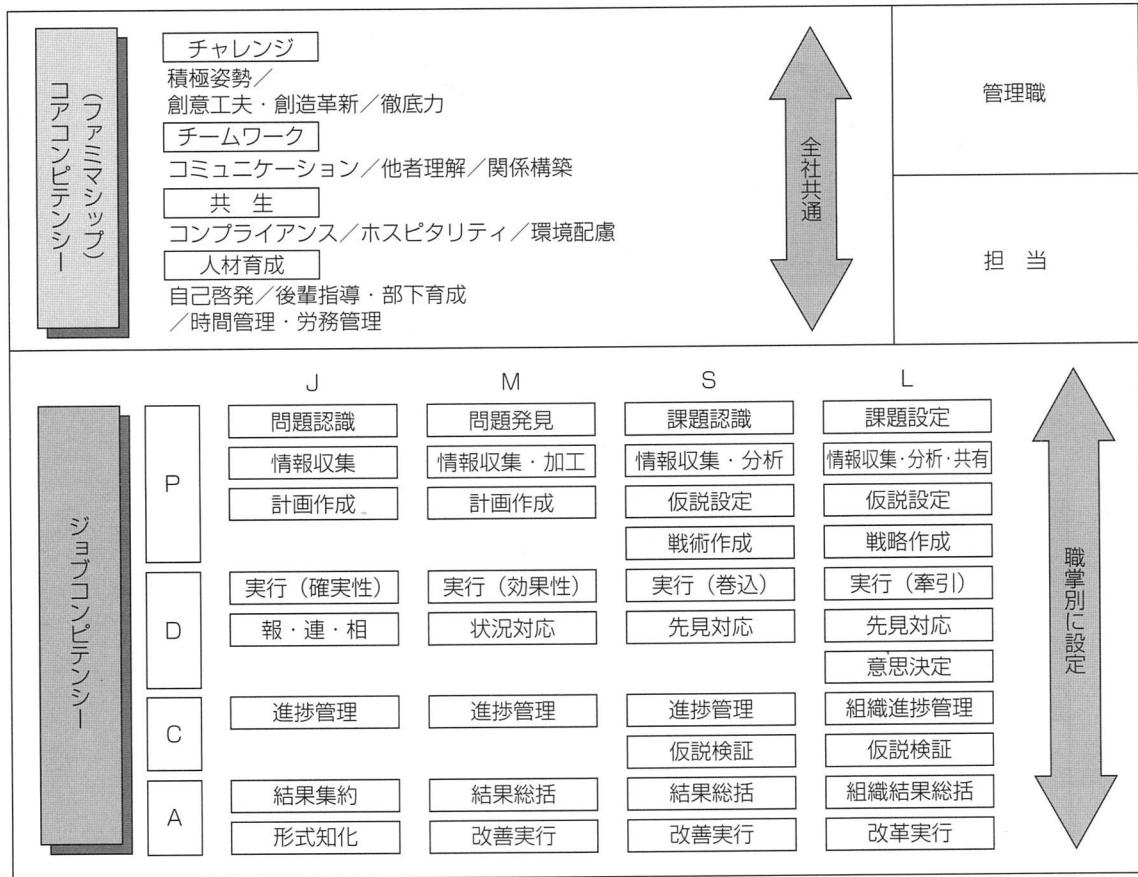 コアコンピテンシー
（ファミマシップ）
チャレンジ
積極姿勢／
創意工夫・創造革新／徹底力
チームワーク
コミュニケーション／他者理解／関係構築
共　生
コンプライアンス／ホスピタリティ／環境配慮
人材育成
自己啓発／後輩指導・部下育成
／時間管理・労務管理
全社共通
管理職
担　当
ジョブコンピテンシー
J M S L
P
問題認識 問題発見 課題認識 課題設定
情報収集 情報収集・加工 情報収集・分析 情報収集・分析・共有
計画作成 計画作成 仮説設定 仮説設定
戦術作成 戦略作成
D
実行（確実性） 実行（効果性） 実行（巻込） 実行（牽引）
報・連・相 状況対応 先見対応 先見対応
意思決定
C
進捗管理 進捗管理 進捗管理 組織進捗管理
仮説検証 仮説検証
A
結果集約 結果総括 結果総括 組織結果総括
形式知化 改善実行 改善実行 改革実行
職掌別に設定